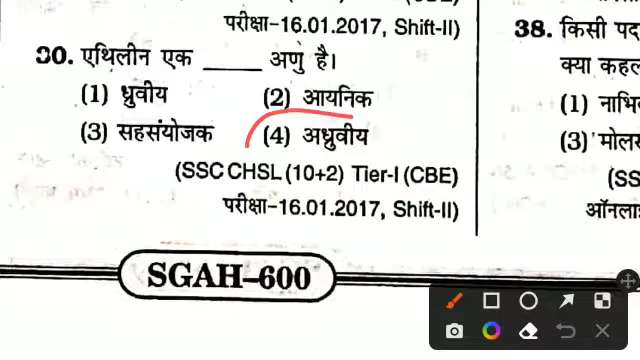 परीक्षा–16.01.2017, Shift-II)
30. एथिलीन एक _____ अणु है।
(1) ध्रुवीय (2) आयनिक
(3) सहसंयोजक (4) अध्रुवीय
(SSC CHSL (10+2) Tier-I (CBE)
परीक्षा–16.01.2017, Shift-II)
SGAH–600
38. किसी पद
क्या कहल
(1) नाभि
(3) मोल
(SS
ऑनला